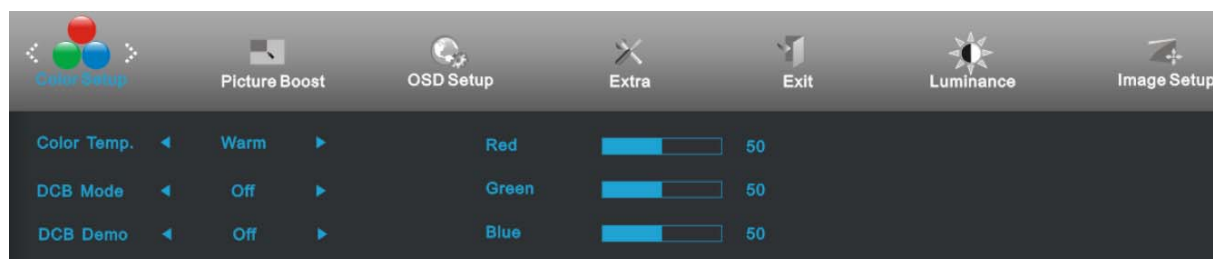 Color Setup Picture Boost OSD Setup Extra Exit Luminance Image Setup
Color Temp. Warm Red 50
DCB Mode Off Green 50
DCB Demo Off Blue 50